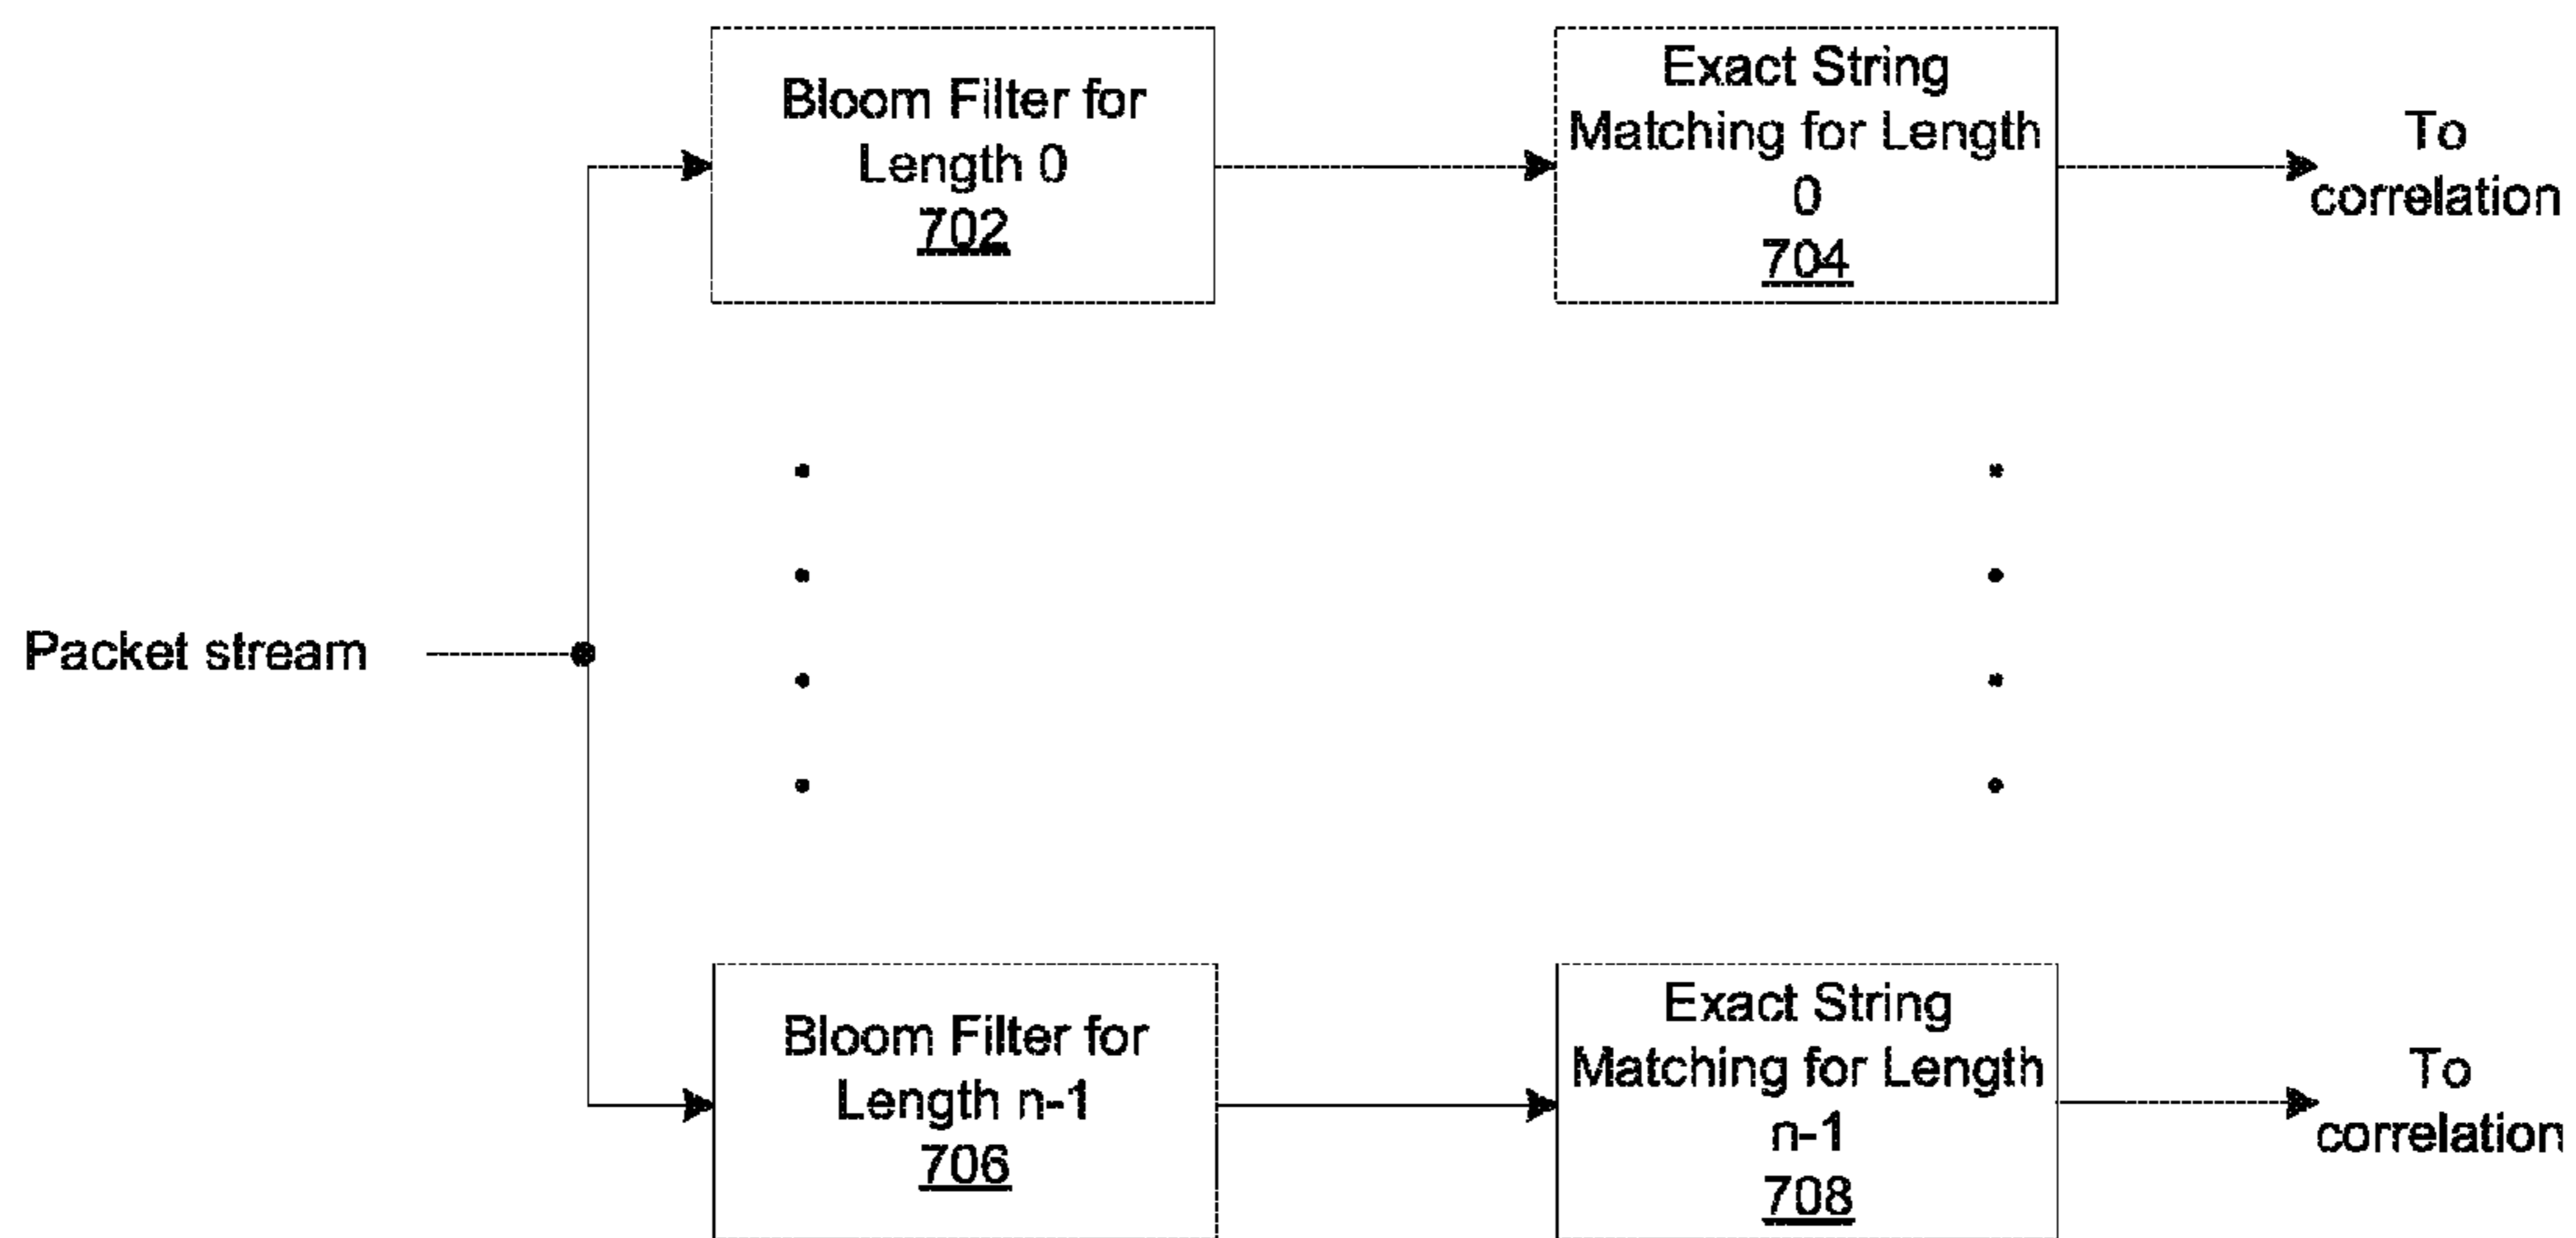 Bloom Filter for
Length 0
702
Exact String
Matching for Length
0
704
To
correlation
Packet stream
Bloom Filter for
Length n-1
706
Exact String
Matching for Length
n-1
708
To
correlation